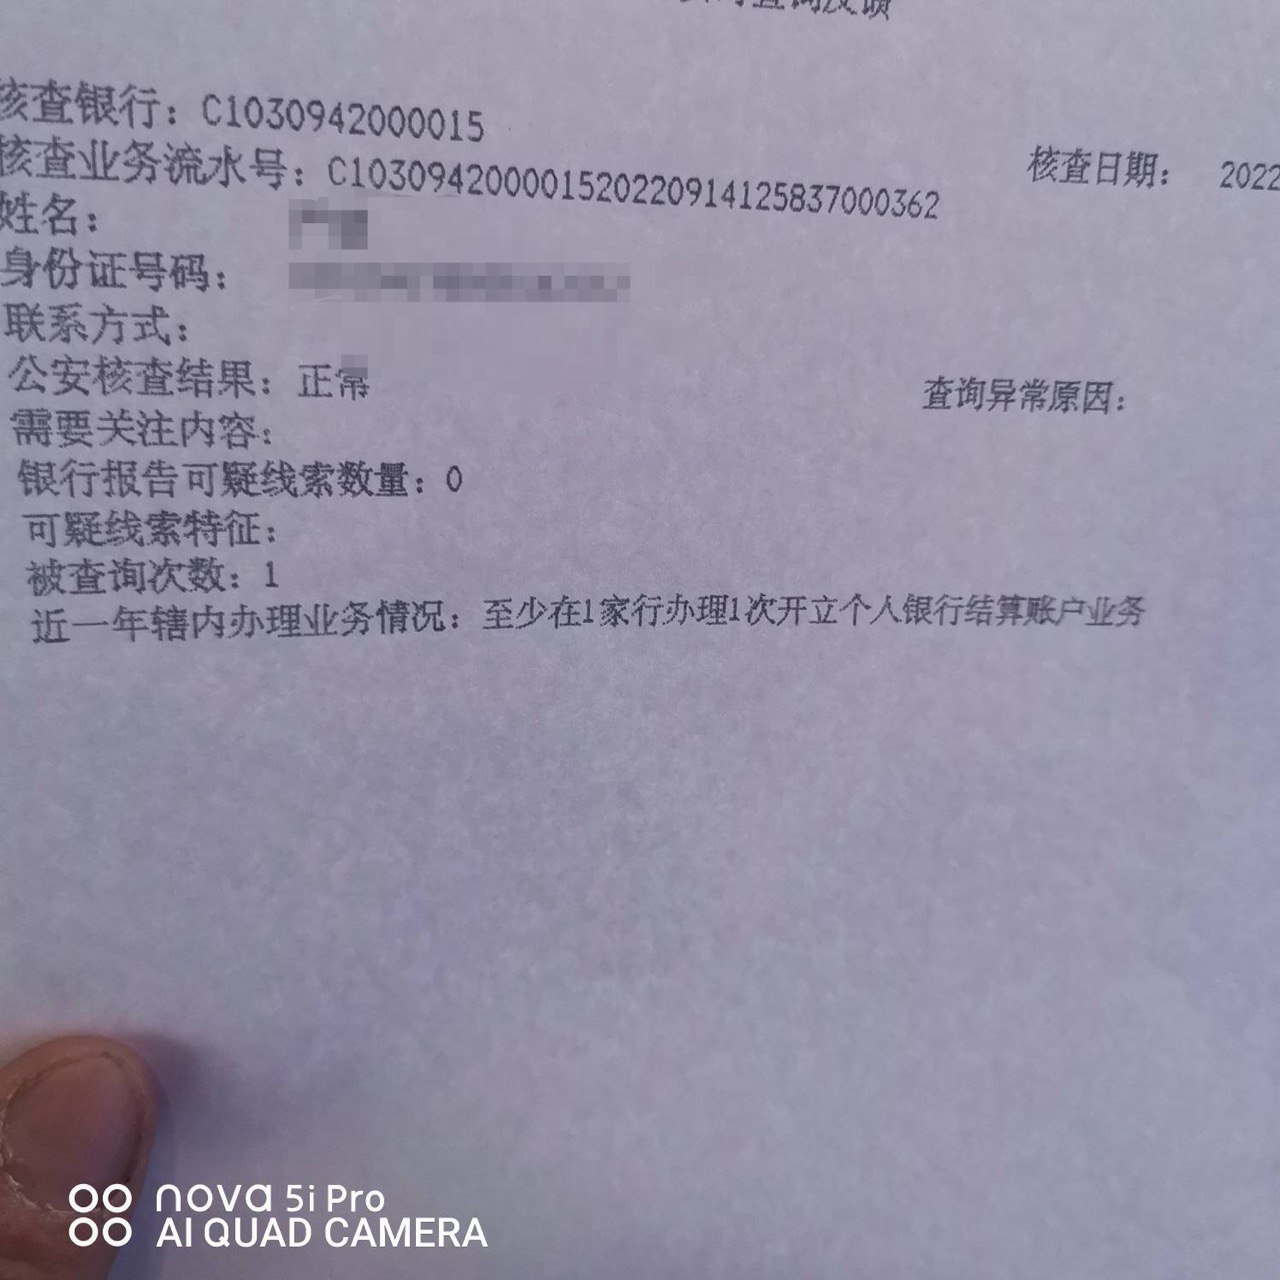 查询反馈
核查银行：C1030942000015
核查业务流水号：C103094200001520220914125837000362
核查日期： 2022
姓名：
身份证号码：
联系方式：
公安核查结果：正常
查询异常原因：
需要关注内容：
银行报告可疑线索数量：0
可疑线索特征：
被查询次数：1
近一年辖内办理业务情况：至少在1家行办理1次开立个人银行结算账户业务
nova 5i Pro
AI QUAD CAMERA